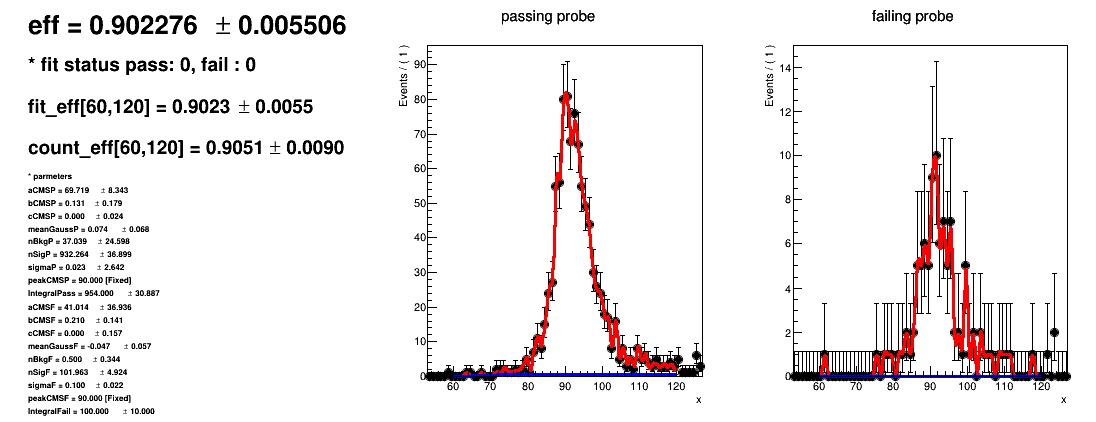 eff = 0.902276 ± 0.005506
* fit status pass: 0, fail : 0
fit_eff[60,120] = 0.9023 ± 0.0055
count_eff[60,120] = 0.9051 ± 0.0090
* parmeters
aCMSP = 69.719 ± 8.343
bCMSP = 0.131 ± 0.179
cCMSP = 0.000 ± 0.024
meanGaussP = 0.074 ± 0.068
nBkgP = 37.039 ± 24.598
nSigP = 932.264 ± 36.899
sigmaP = 0.023 ± 2.642
peakCMSP = 90.000 [Fixed]
IntegralPass = 954.000 ± 30.887
aCMSF = 41.014 ± 36.936
bCMSF = 0.210 ± 0.141
cCMSF = 0.000 ± 0.157
meanGaussF = -0.047 ± 0.057
nBkgF = 0.500 ± 0.344
nSigF = 101.963 ± 4.924
sigmaF = 0.100 ± 0.022
peakCMSF = 90.000 [Fixed]
IntegralFail = 100.000 ± 10.000
passing probe
Events / ( 1 )
90
80
70
60
50
40
30
20
10
0
60 70 80 90 100 110 120
x
failing probe
Events / ( 1 )
14
12
10
8
6
4
2
0
60 70 80 90 100 110 120
x